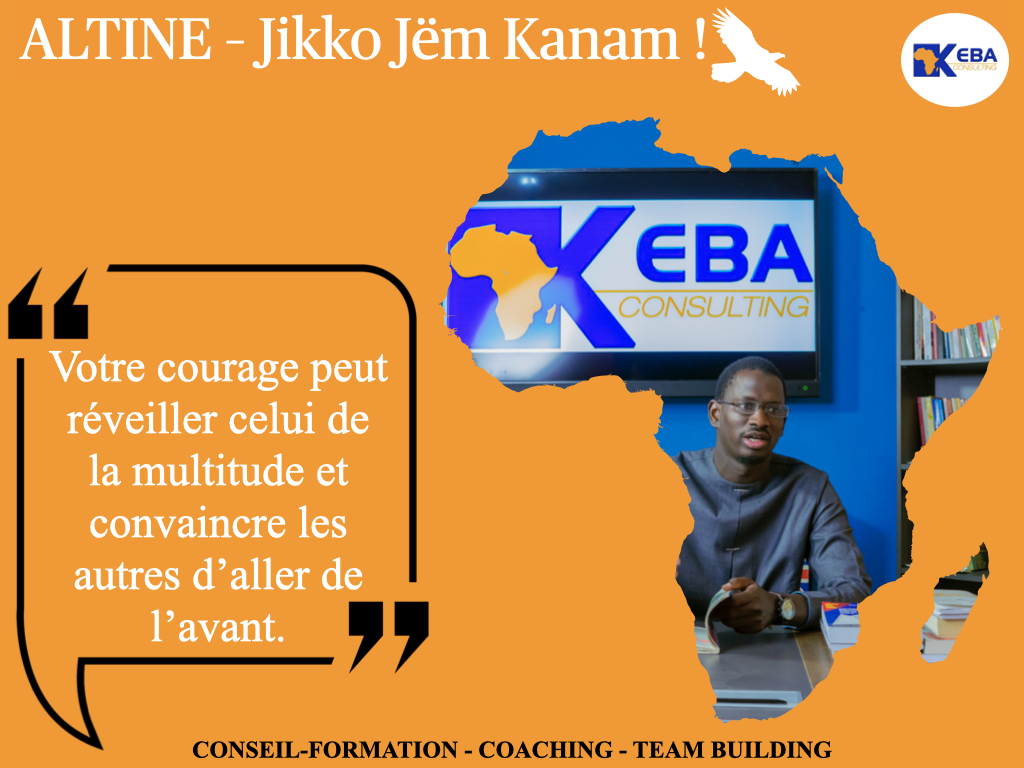 ALTINE - Jikko Jëm Kanam !
KEBA
CONSULTING
KEBA
CONSULTING
Votre courage peut
réveiller celui de
la multitude et
convaincre les
autres d’aller de
l’avant.
CONSEIL-FORMATION - COACHING - TEAM BUILDING